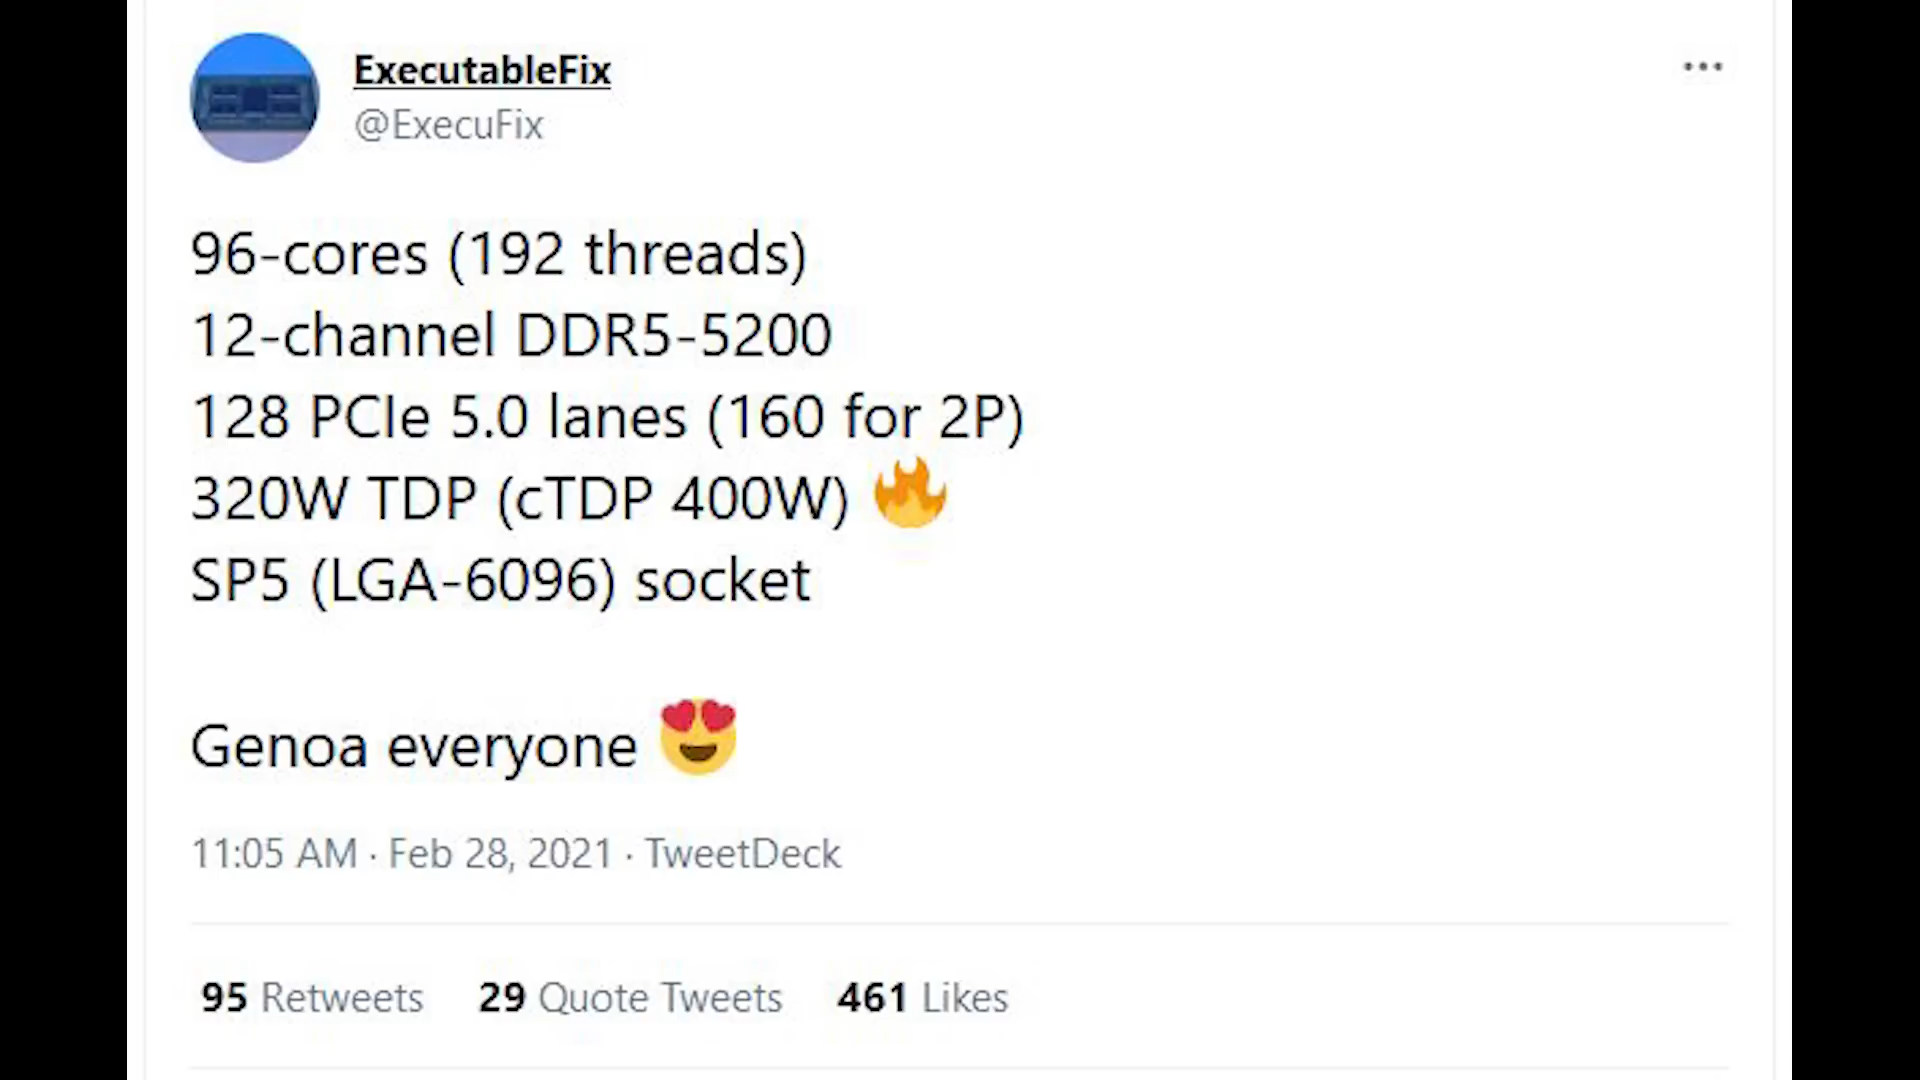 ExecutableFix
@ExecuFix
96-cores (192 threads)
12-channel DDR5-5200
128 PCIe 5.0 lanes (160 for 2P)
320W TDP (cTDP 400W) 🔥
SP5 (LGA-6096) socket
Genoa everyone 😍
11:05 AM · Feb 28, 2021 · TweetDeck
95 Retweets 29 Quote Tweets 461 Likes